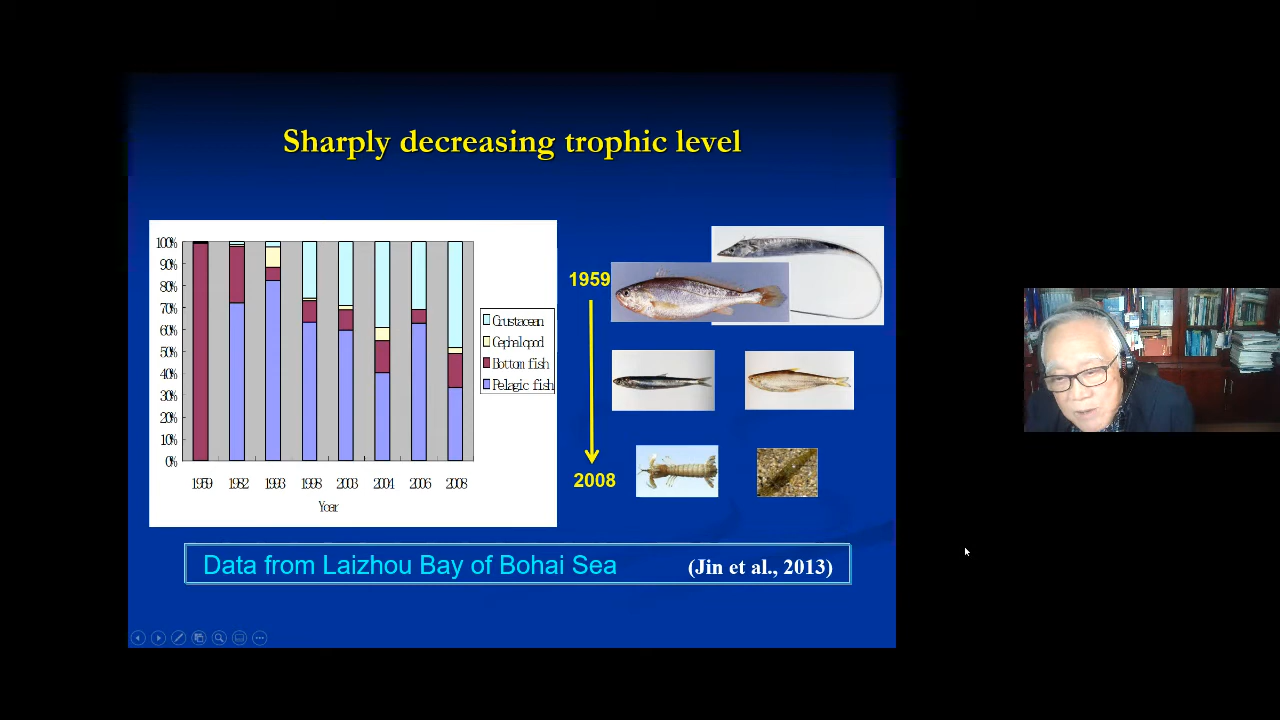 Sharply decreasing trophic level
100%
90%
80%
70%
60%
50%
40%
30%
20%
10%
0%
1959 1982 1993 1998 2003 2004 2006 2008
Year
Crustacean
Cephalopod
Bottom fish
Pelagic fish
1959
2008
Data from Laizhou Bay of Bohai Sea (Jin et al., 2013)